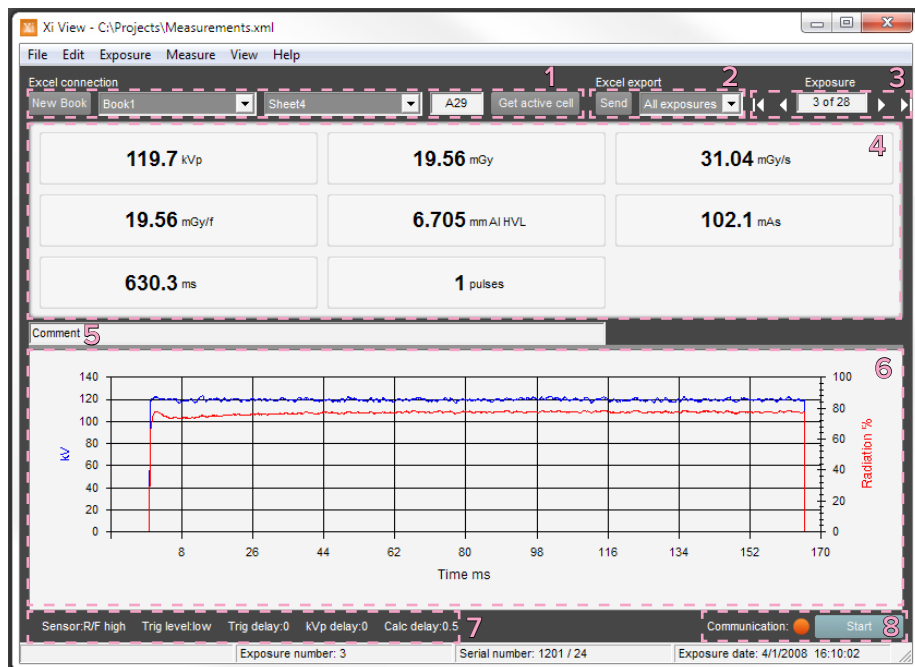 Xi View - C:\Projects\Measurements.xml
File Edit Exposure Measure View Help
Excel connection 1 Excel export 2 Exposure 3
New Book Book1 Sheet4 A29 Get active cell Send All exposures 3 of 28
4
119.7 kVp 19.56 mGy 31.04 mGy/s
19.56 mGy/f 6.705 mm Al HVL 102.1 mAs
630.3 ms 1 pulses
Comment 5
6
140 100
120
80
100
80 60
60 40
40
20 20
0 0
kV
Radiation %
8 26 44 62 80 98 116 134 152 170
Time ms
Sensor:R/F high Trig level:low Trig delay:0 kVp delay:0 Calc delay:0.5 7 Communication: Start 8
Exposure number: 3 Serial number: 1201 / 24 Exposure date: 4/1/2008 16:10:02